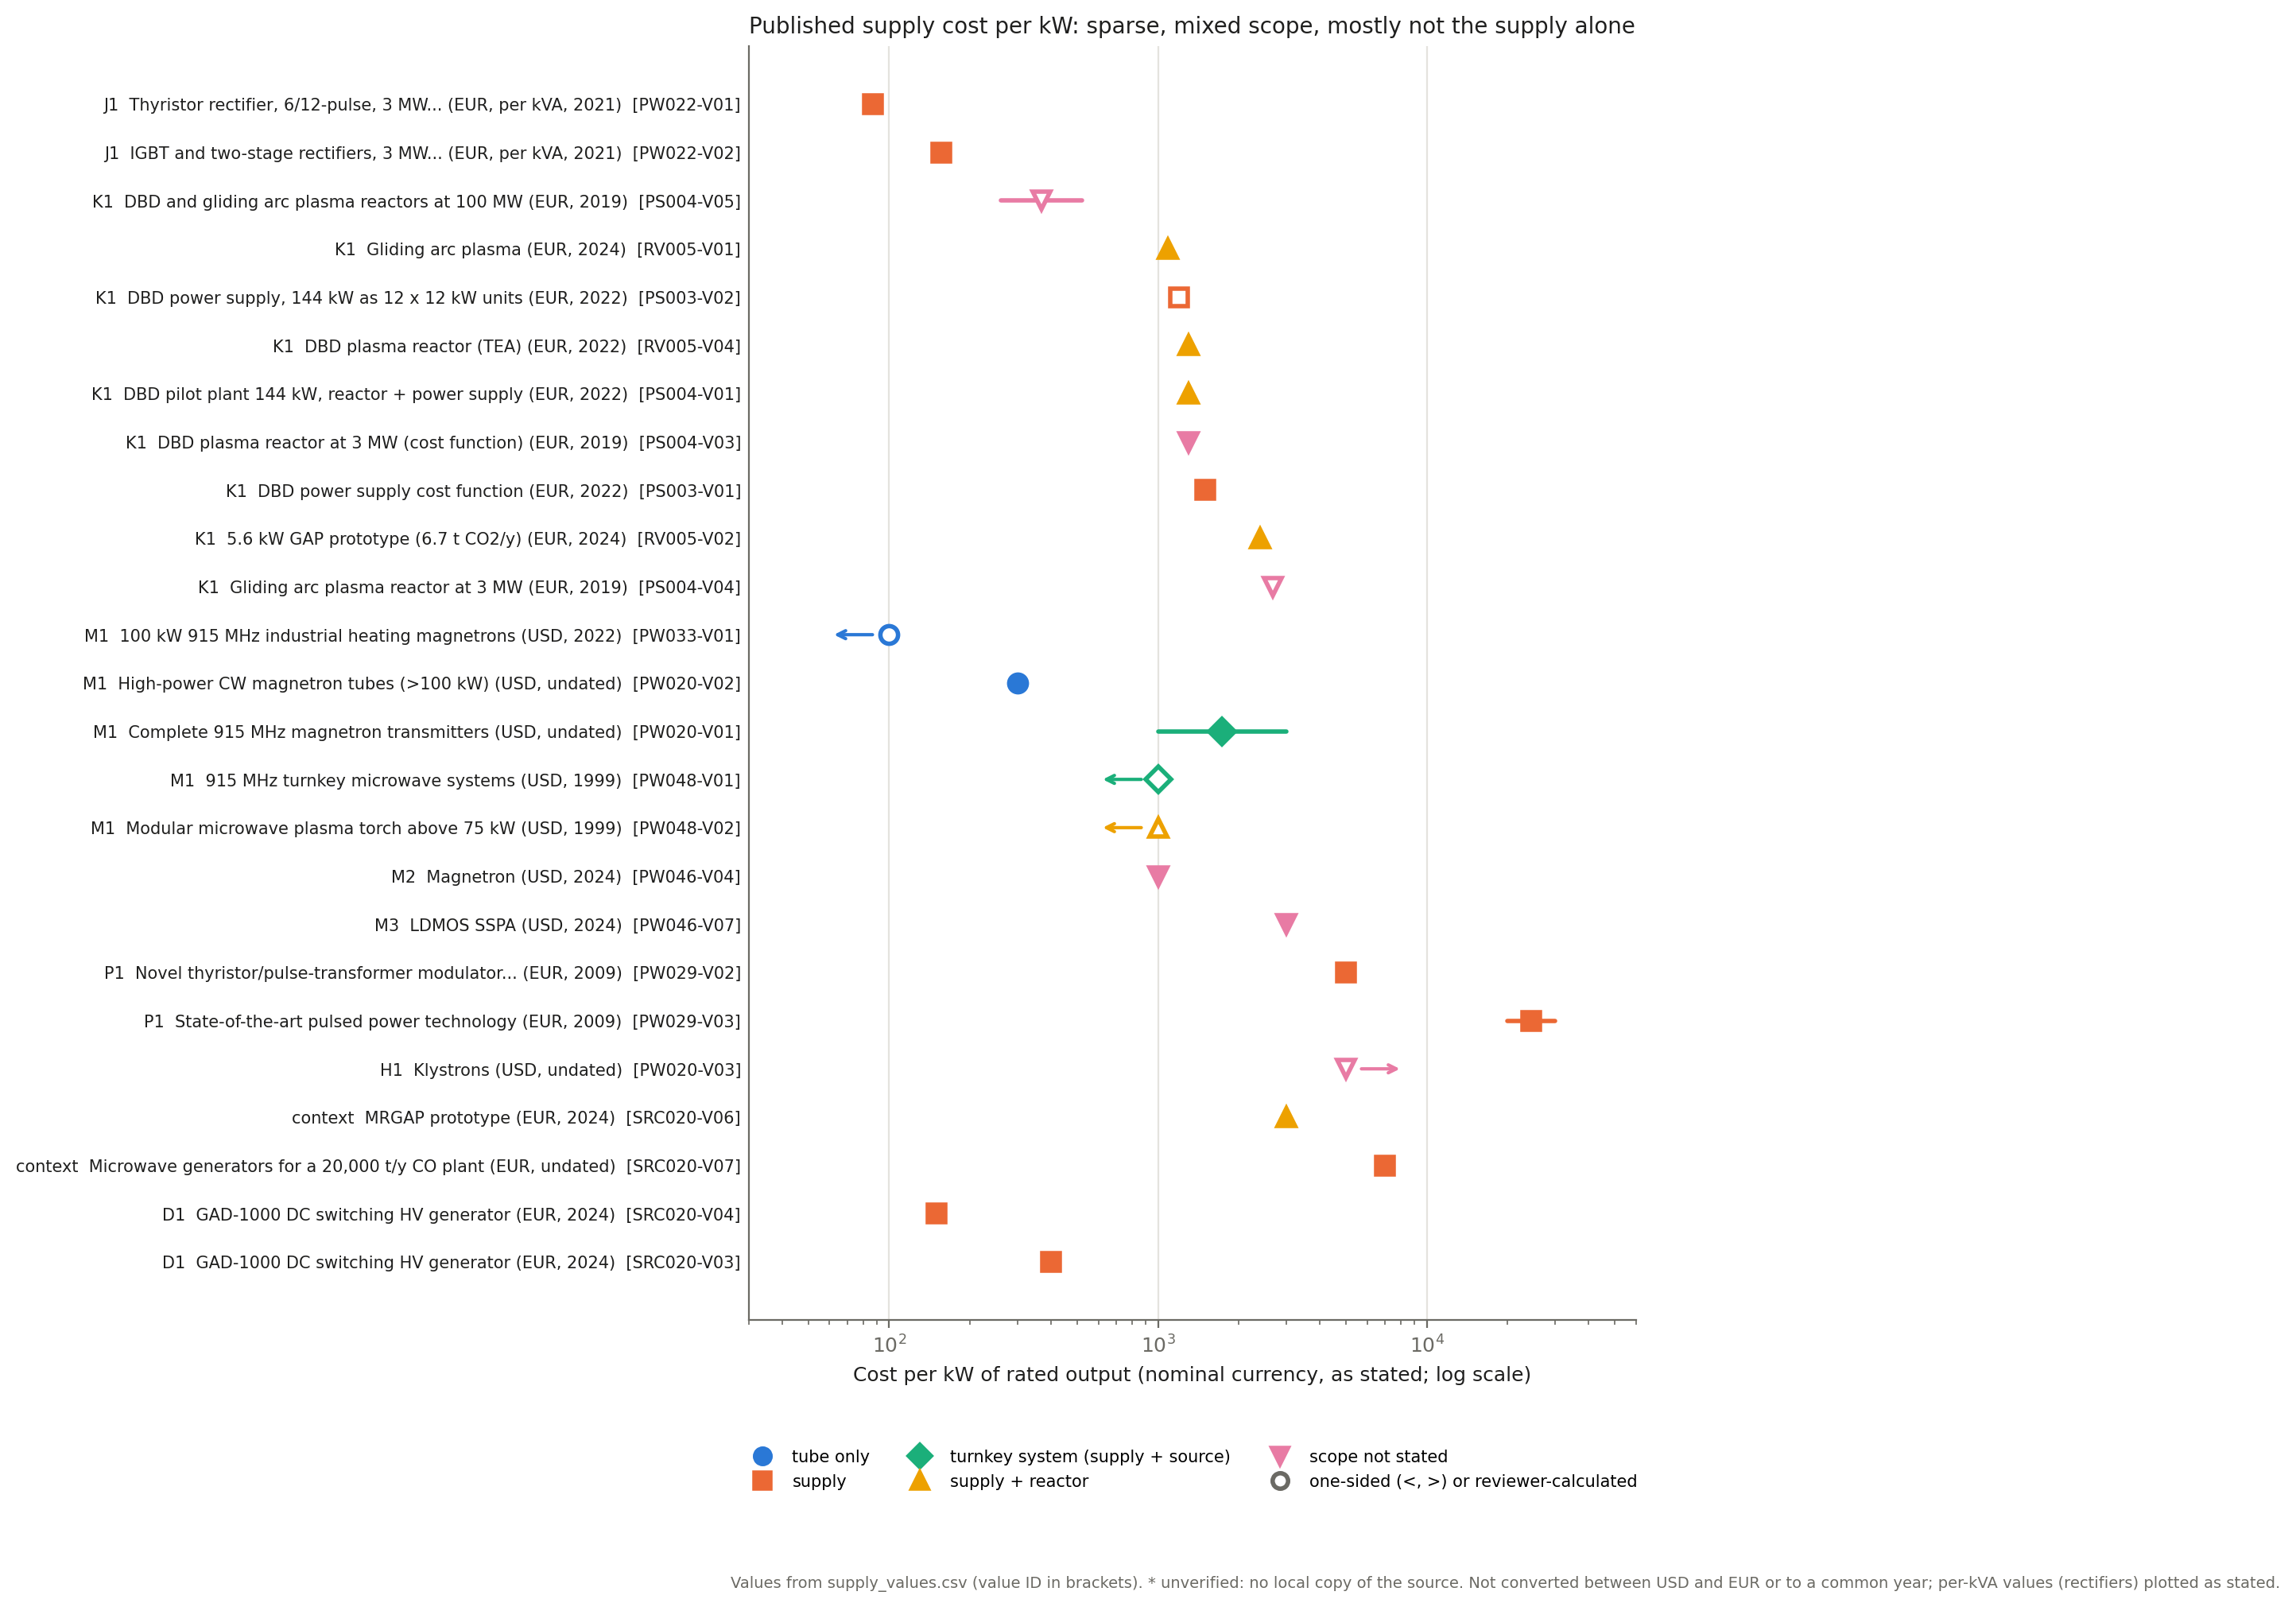 Published supply cost per kW: sparse, mixed scope, mostly not the supply alone
J1  Thyristor rectifier, 6/12-pulse, 3 MW... (EUR, per kVA, 2021)  [PW022-V01]
J1  IGBT and two-stage rectifiers, 3 MW... (EUR, per kVA, 2021)  [PW022-V02]
K1  DBD and gliding arc plasma reactors at 100 MW (EUR, 2019)  [PS004-V05]
K1  Gliding arc plasma (EUR, 2024)  [RV005-V01]
K1  DBD power supply, 144 kW as 12 x 12 kW units (EUR, 2022)  [PS003-V02]
K1  DBD plasma reactor (TEA) (EUR, 2022)  [RV005-V04]
K1  DBD pilot plant 144 kW, reactor + power supply (EUR, 2022)  [PS004-V01]
K1  DBD plasma reactor at 3 MW (cost function) (EUR, 2019)  [PS004-V03]
K1  DBD power supply cost function (EUR, 2022)  [PS003-V01]
K1  5.6 kW GAP prototype (6.7 t CO2/y) (EUR, 2024)  [RV005-V02]
K1  Gliding arc plasma reactor at 3 MW (EUR, 2019)  [PS004-V04]
M1  100 kW 915 MHz industrial heating magnetrons (USD, 2022)  [PW033-V01]
M1  High-power CW magnetron tubes (>100 kW) (USD, undated)  [PW020-V02]
M1  Complete 915 MHz magnetron transmitters (USD, undated)  [PW020-V01]
M1  915 MHz turnkey microwave systems (USD, 1999)  [PW048-V01]
M1  Modular microwave plasma torch above 75 kW (USD, 1999)  [PW048-V02]
M2  Magnetron (USD, 2024)  [PW046-V04]
M3  LDMOS SSPA (USD, 2024)  [PW046-V07]
P1  Novel thyristor/pulse-transformer modulator... (EUR, 2009)  [PW029-V02]
P1  State-of-the-art pulsed power technology (EUR, 2009)  [PW029-V03]
H1  Klystrons (USD, undated)  [PW020-V03]
context  MRGAP prototype (EUR, 2024)  [SRC020-V06]
context  Microwave generators for a 20,000 t/y CO plant (EUR, undated)  [SRC020-V07]
D1  GAD-1000 DC switching HV generator (EUR, 2024)  [SRC020-V04]
D1  GAD-1000 DC switching HV generator (EUR, 2024)  [SRC020-V03]
10² 10³ 10⁴
Cost per kW of rated output (nominal currency, as stated; log scale)
tube only
supply
turnkey system (supply + source)
supply + reactor
scope not stated
one-sided (<, >) or reviewer-calculated
Values from supply_values.csv (value ID in brackets). * unverified: no local copy of the source. Not converted between USD and EUR or to a common year; per-kVA values (rectifiers) plotted as stated.